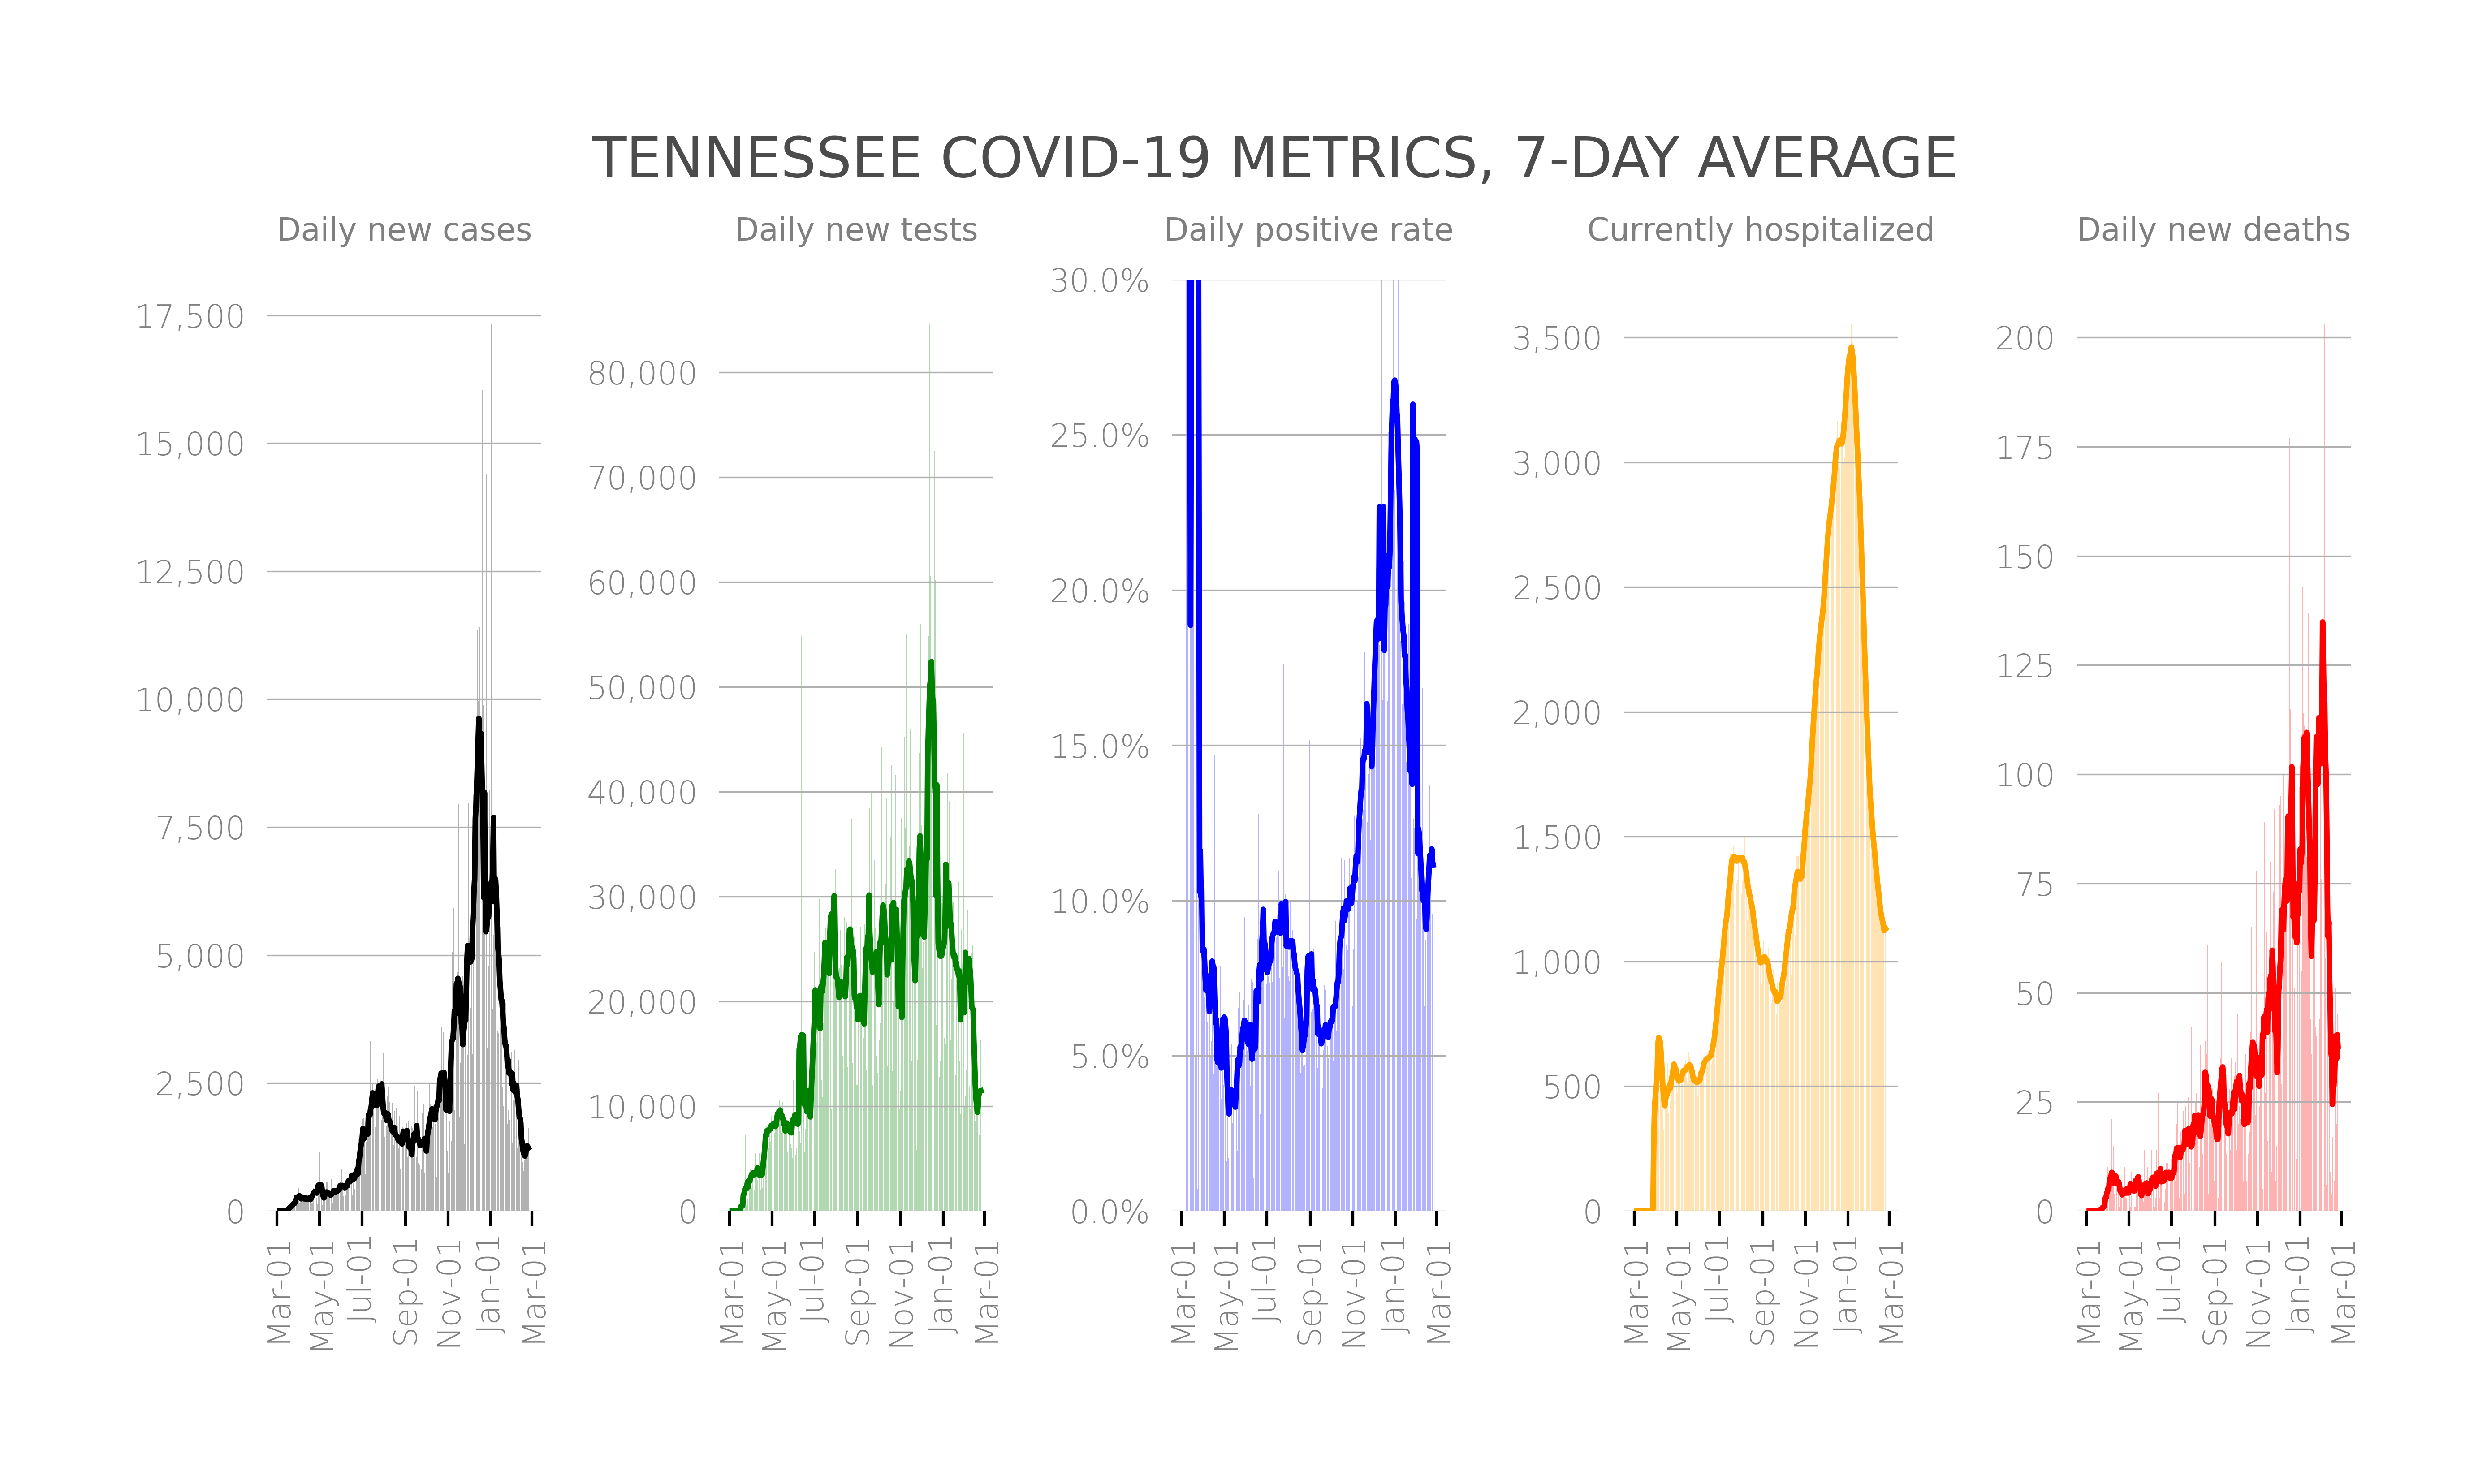 TENNESSEE COVID-19 METRICS, 7-DAY AVERAGE
Daily new cases
17,500
15,000
12,500
10,000
7,500
5,000
2,500
0
Mar-01
May-01
Jul-01
Sep-01
Nov-01
Jan-01
Mar-01
Daily new tests
80,000
70,000
60,000
50,000
40,000
30,000
20,000
10,000
0
Mar-01
May-01
Jul-01
Sep-01
Nov-01
Jan-01
Mar-01
Daily positive rate
30.0%
25.0%
20.0%
15.0%
10.0%
5.0%
0.0%
Mar-01
May-01
Jul-01
Sep-01
Nov-01
Jan-01
Mar-01
Currently hospitalized
3,500
3,000
2,500
2,000
1,500
1,000
500
0
Mar-01
May-01
Jul-01
Sep-01
Nov-01
Jan-01
Mar-01
Daily new deaths
200
175
150
125
100
75
50
25
0
Mar-01
May-01
Jul-01
Sep-01
Nov-01
Jan-01
Mar-01